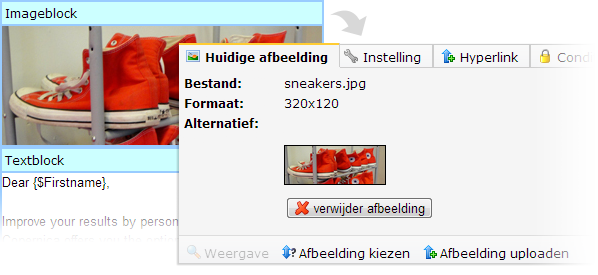 Imageblock
Huidige afbeelding Instelling Hyperlink Cond
Bestand: sneakers.jpg
Formaat: 320x120
Alternatief:
Textblock
Dear {$Firstname},
verwijder afbeelding
Improve your results by person
Weergave Afbeelding kiezen Afbeelding uploaden